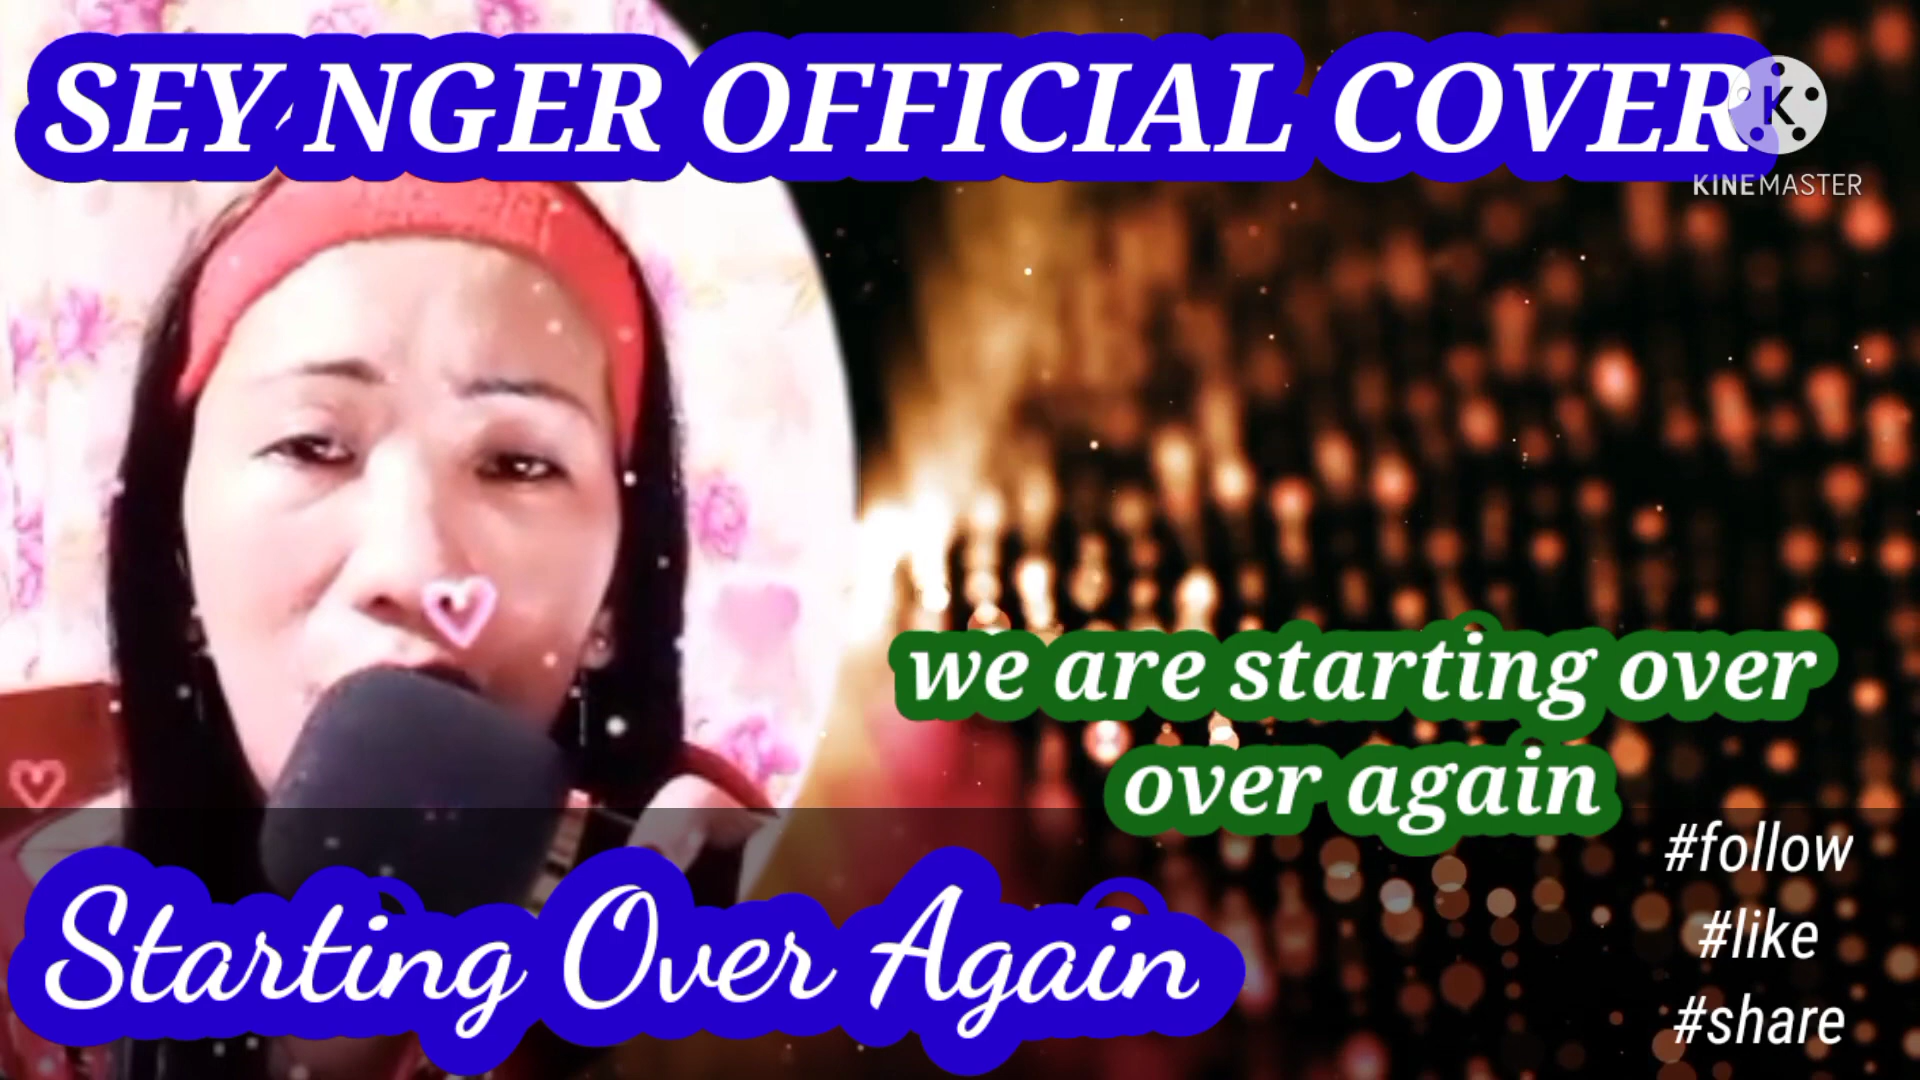 SEY NGER OFFICIAL COVER
K
KINEMASTER
we are starting over
over again
#follow
#like
#share
Starting Over Again